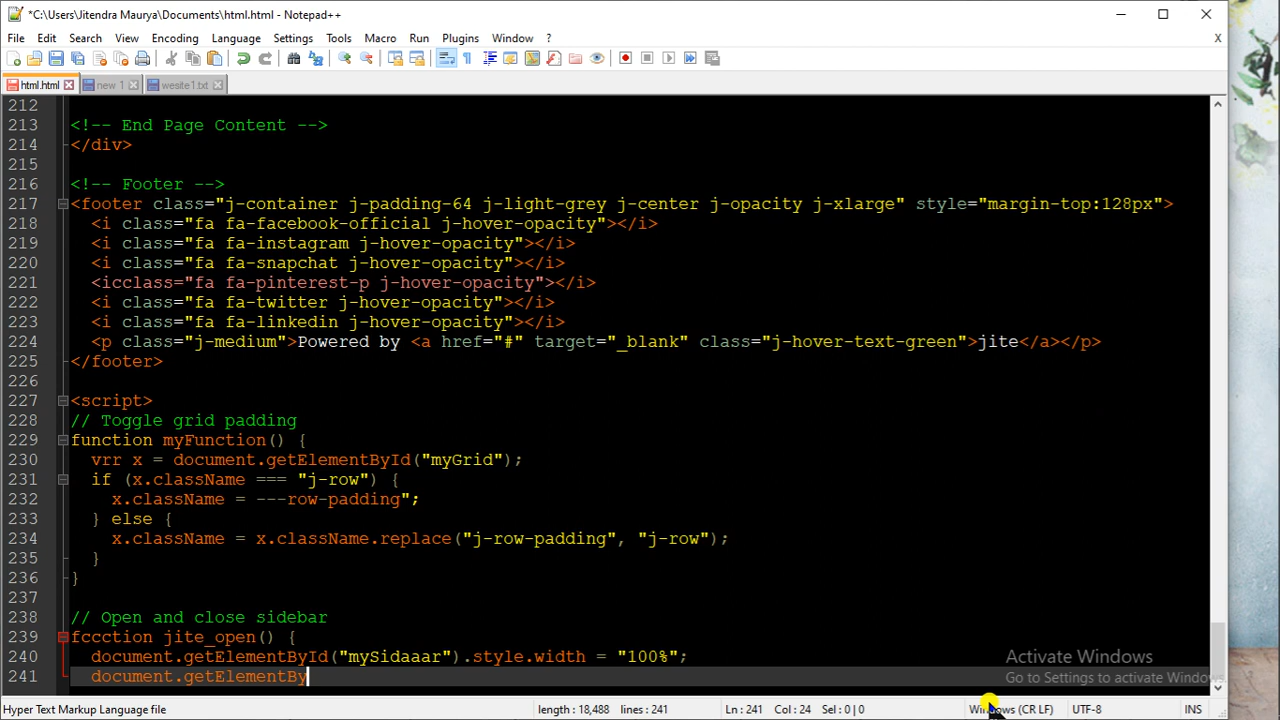 *C:\Users\Jitendra Maurya\Documents\html.html - Notepad++
File Edit Search View Encoding Language Settings Tools Macro Run Plugins Window ? X
html.html new 1 wesite1.txt
212
213 <!-- End Page Content -->
214 </div>
215
216 <!-- Footer -->
217 <footer class="j-container j-padding-64 j-light-grey j-center j-opacity j-xlarge" style="margin-top:128px">
218 <i class="fa fa-facebook-official j-hover-opacity"></i>
219 <i class="fa fa-instagram j-hover-opacity"></i>
220 <i class="fa fa-snapchat j-hover-opacity"></i>
221 <icclass="fa fa-pinterest-p j-hover-opacity"></i>
222 <i class="fa fa-twitter j-hover-opacity"></i>
223 <i class="fa fa-linkedin j-hover-opacity"></i>
224 <p class="j-medium">Powered by <a href="#" target="_blank" class="j-hover-text-green">jite</a></p>
225 </footer>
226
227 <script>
228 // Toggle grid padding
229 function myFunction() {
230 vrr x = document.getElementById("myGrid");
231 if (x.className === "j-row") {
232 x.className = ---row-padding";
233 } else {
234 x.className = x.className.replace("j-row-padding", "j-row");
235 }
236 }
237
238 // Open and close sidebar
239 fccction jite_open() {
240 document.getElementById("mySidaaar").style.width = "100%";
241 document.getElementBy
Activate Windows
Go to Settings to activate Windows
Hyper Text Markup Language file length : 18,488 lines : 241 Ln : 241 Col : 24 Sel : 0 | 0 Windows (CR LF) UTF-8 INS